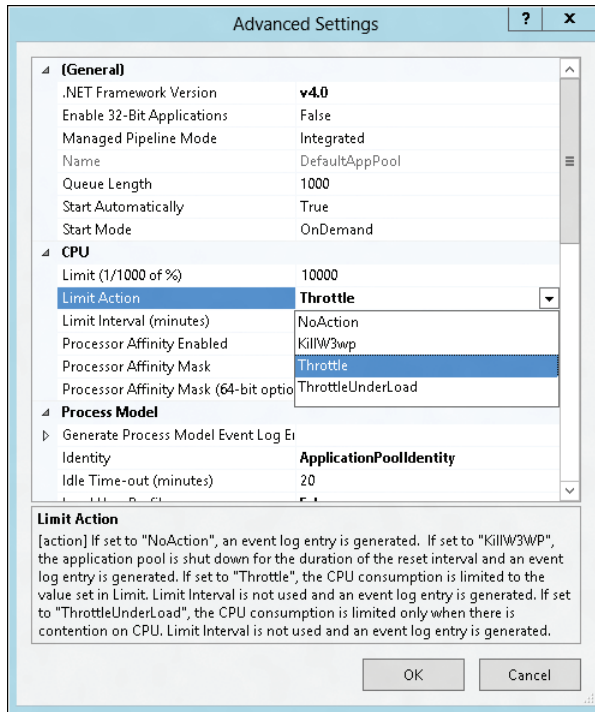 Advanced Settings
? x
(General)
.NET Framework Version v4.0
Enable 32-Bit Applications False
Managed Pipeline Mode Integrated
Name DefaultAppPool
Queue Length 1000
Start Automatically True
Start Mode OnDemand
CPU
Limit (1/1000 of %) 10000
Limit Action Throttle
Limit Interval (minutes) NoAction
Processor Affinity Enabled KillW3wp
Processor Affinity Mask Throttle
Processor Affinity Mask (64-bit optio ThrottleUnderLoad
Process Model
Generate Process Model Event Log Er
Identity ApplicationPoolIdentity
Idle Time-out (minutes) 20
Limit Action
[action] If set to "NoAction", an event log entry is generated. If set to "KillW3WP",
the application pool is shut down for the duration of the reset interval and an event
log entry is generated. If set to "Throttle", the CPU consumption is limited to the
value set in Limit. Limit Interval is not used and an event log entry is generated. If set
to "ThrottleUnderLoad", the CPU consumption is limited only when there is
contention on CPU. Limit Interval is not used and an event log entry is generated.
OK Cancel